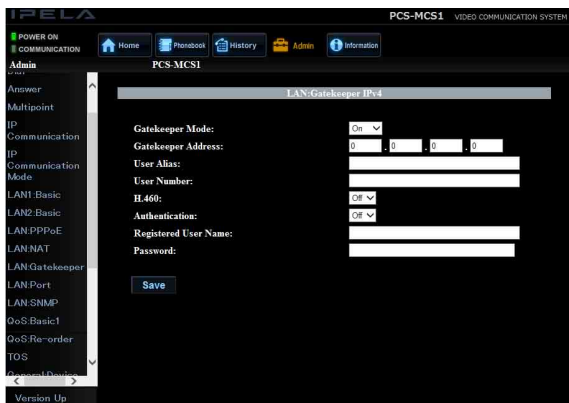 IPELA
PCS-MCS1 VIDEO COMMUNICATION SYSTEM
POWER ON
COMMUNICATION
Home
Phonebook
History
Admin
Information
Admin
PCS-MCS1
Dial
Answer
Multipoint
IP
Communication
IP
Communication
Mode
LAN1:Basic
LAN2:Basic
LAN:PPPoE
LAN:NAT
LAN:Gatekeeper
LAN:Port
LAN:SNMP
QoS:Basic1
QoS:Re-order
TOS
General:Device
Version Up
LAN:Gatekeeper IPv4
Gatekeeper Mode: On
Gatekeeper Address: 0 . 0 . 0 . 0
User Alias:
User Number:
H.460: Off
Authentication: Off
Registered User Name:
Password:
Save